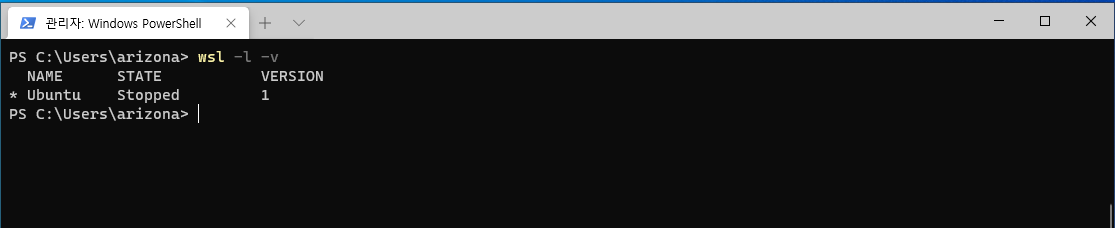 관리자: Windows PowerShell
PS C:\Users\arizona> wsl -l -v
  NAME      STATE           VERSION
* Ubuntu    Stopped         1
PS C:\Users\arizona>